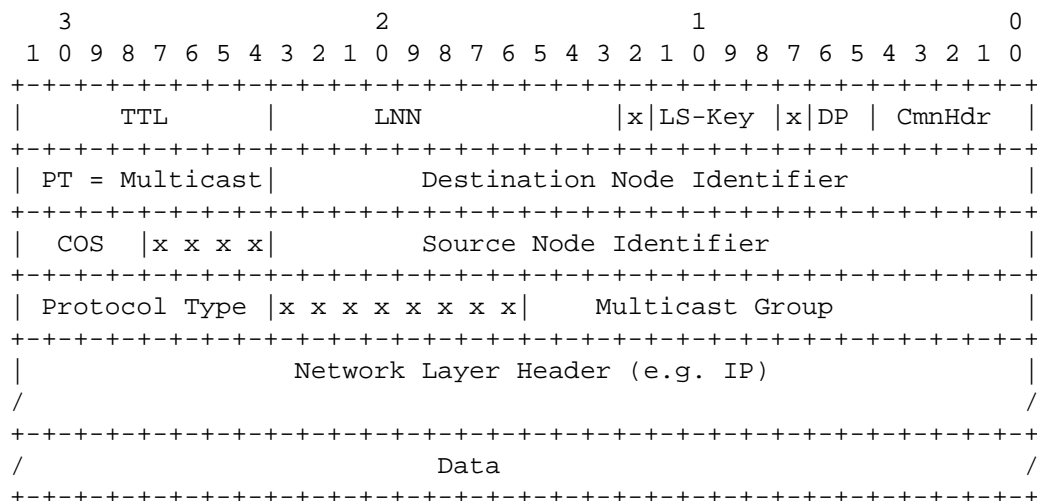 3                   2                   1                   0
  1 0 9 8 7 6 5 4 3 2 1 0 9 8 7 6 5 4 3 2 1 0 9 8 7 6 5 4 3 2 1 0
 +-+-+-+-+-+-+-+-+-+-+-+-+-+-+-+-+-+-+-+-+-+-+-+-+-+-+-+-+-+-+-+-+
 |      TTL      |      LNN            |x|LS-Key |x|DP |  CmnHdr |
 +-+-+-+-+-+-+-+-+-+-+-+-+-+-+-+-+-+-+-+-+-+-+-+-+-+-+-+-+-+-+-+-+
 | PT = Multicast|         Destination Node Identifier           |
 +-+-+-+-+-+-+-+-+-+-+-+-+-+-+-+-+-+-+-+-+-+-+-+-+-+-+-+-+-+-+-+-+
 |  COS  |x x x x|         Source Node Identifier                |
 +-+-+-+-+-+-+-+-+-+-+-+-+-+-+-+-+-+-+-+-+-+-+-+-+-+-+-+-+-+-+-+-+
 | Protocol Type |x x x x x x x x|    Multicast Group            |
 +-+-+-+-+-+-+-+-+-+-+-+-+-+-+-+-+-+-+-+-+-+-+-+-+-+-+-+-+-+-+-+-+
 |                 Network Layer Header (e.g. IP)                |
 /                                                               /
 +-+-+-+-+-+-+-+-+-+-+-+-+-+-+-+-+-+-+-+-+-+-+-+-+-+-+-+-+-+-+-+-+
 /                          Data                                 /
 +-+-+-+-+-+-+-+-+-+-+-+-+-+-+-+-+-+-+-+-+-+-+-+-+-+-+-+-+-+-+-+-+